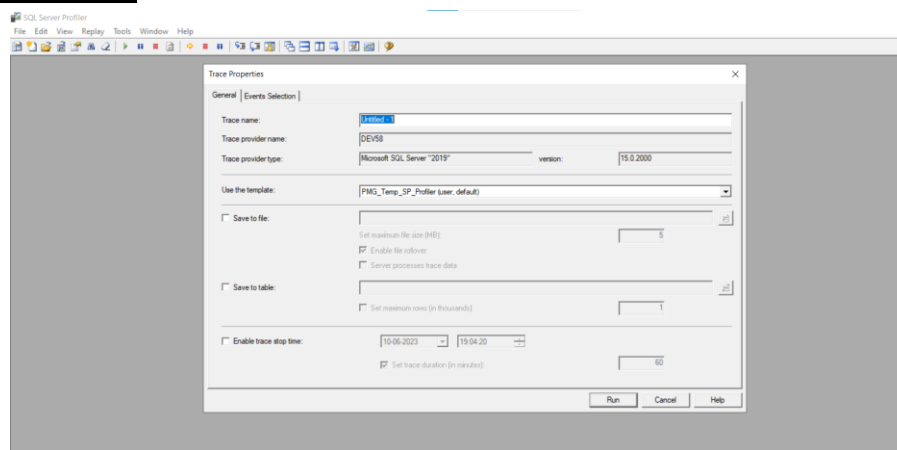 SQL Server Profiler
File Edit View Replay Tools Window Help
Trace Properties
General Events Selection
Trace name: Untitled - 1
Trace provider name: DEV58
Trace provider type: Microsoft SQL Server "2019" version: 15.0.2000
Use the template: PMG_Temp_SP_Profiler (user, default)
Save to file:
Set maximum file size (MB): 5
Enable file rollover
Server processes trace data
Save to table:
Set maximum rows (in thousands): 1
Enable trace stop time: 10-06-2023 19:04:20
Set trace duration (in minutes): 60
Run Cancel Help